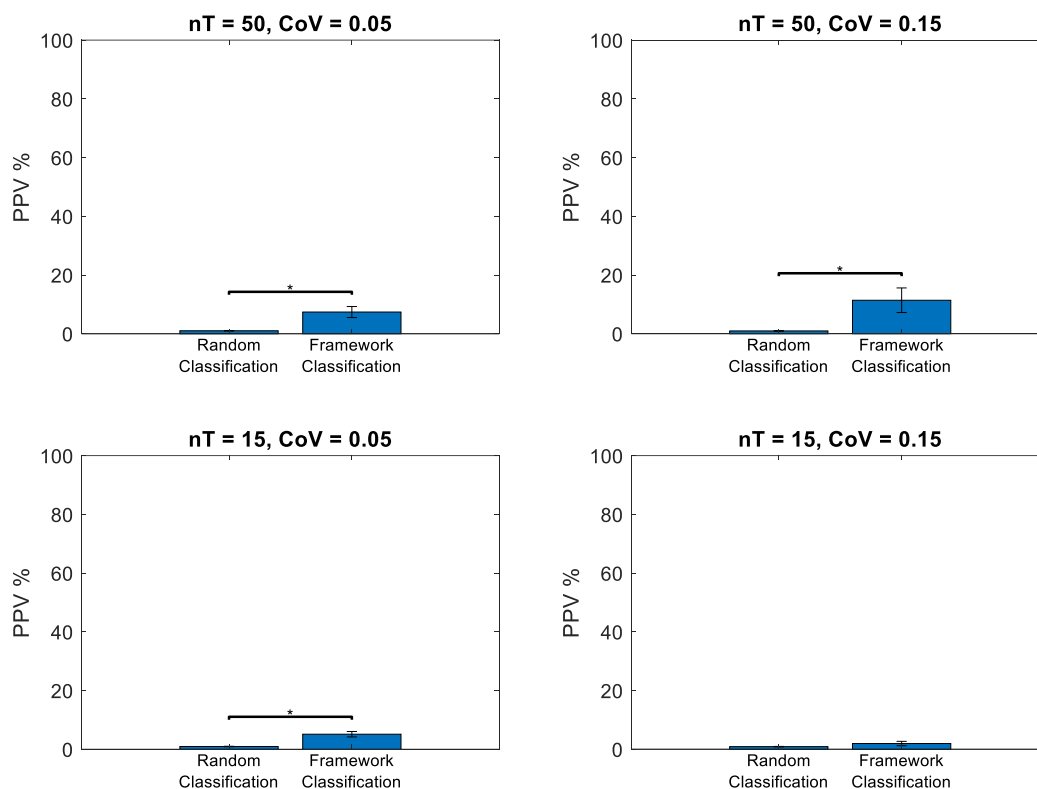 nT = 50, CoV = 0.05
100
80
60
40
20
0
PPV %
*
Random
Classification
Framework
Classification
nT = 50, CoV = 0.15
100
80
60
40
20
0
PPV %
*
Random
Classification
Framework
Classification
nT = 15, CoV = 0.05
100
80
60
40
20
0
PPV %
*
Random
Classification
Framework
Classification
nT = 15, CoV = 0.15
100
80
60
40
20
0
PPV %
Random
Classification
Framework
Classification